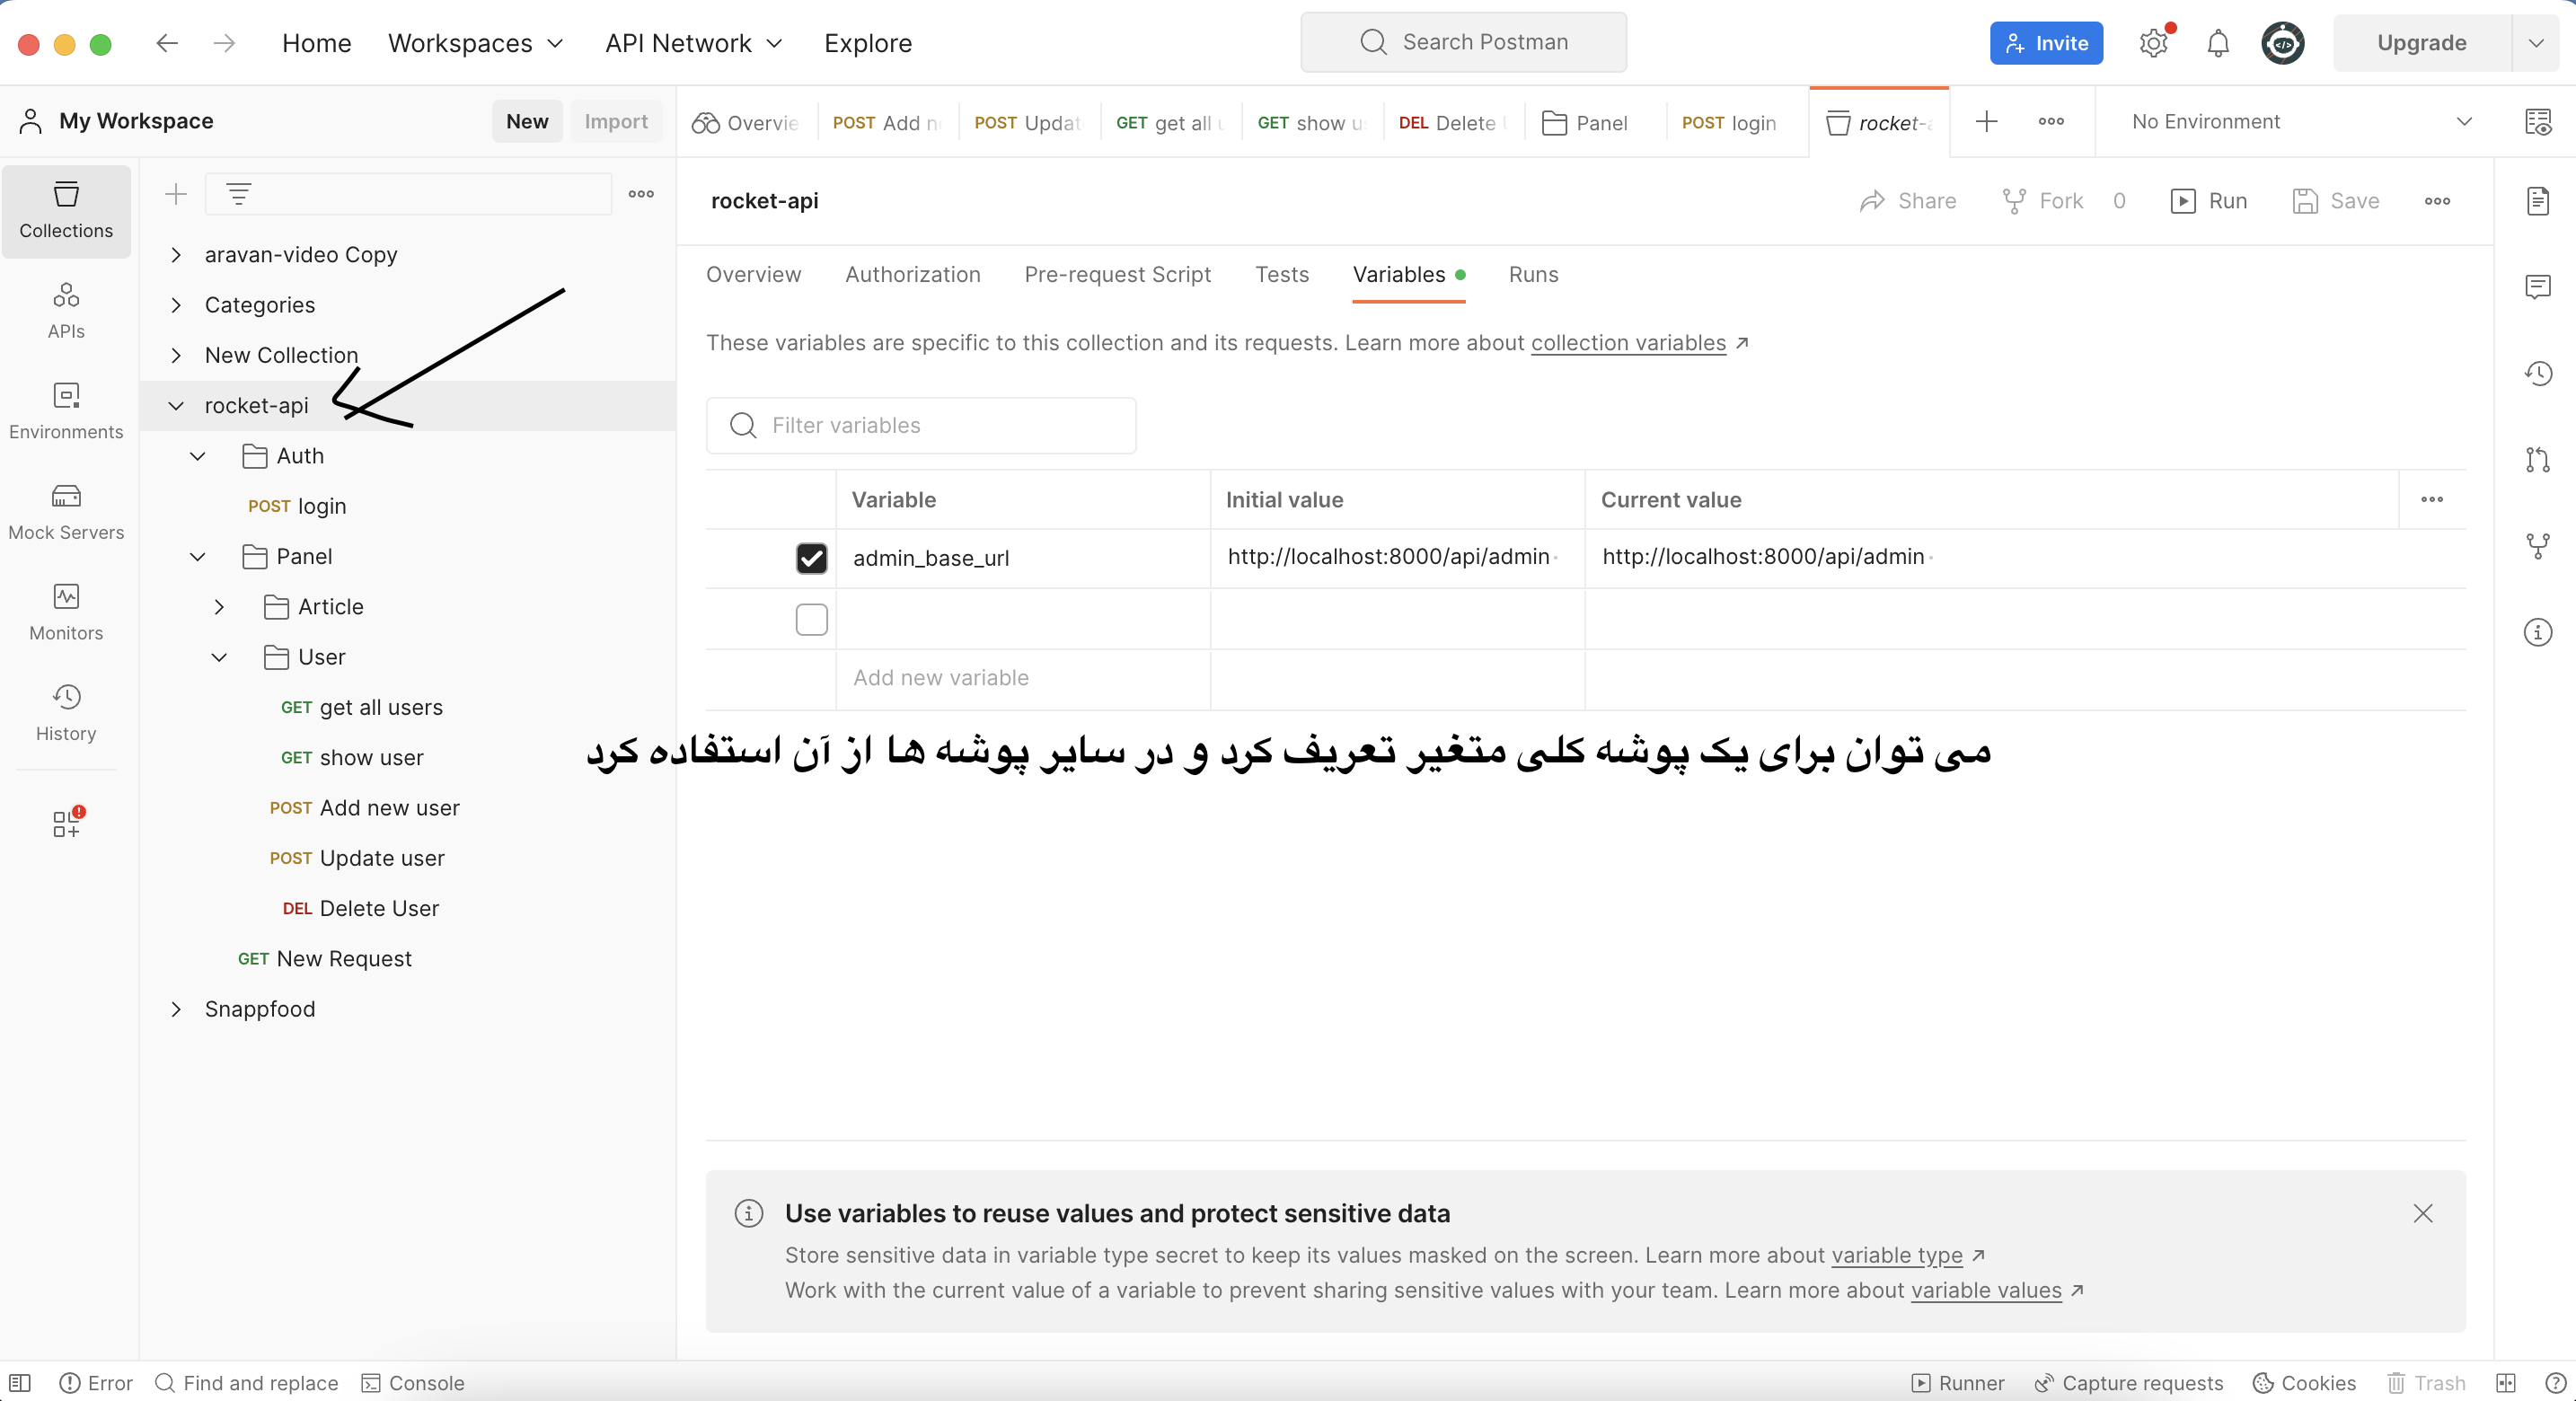 Home
Workspaces
API Network
Explore
Search Postman
Invite
Upgrade
My Workspace
New
Import
Overvie
POST Add n
POST Updat
GET get all u
GET show us
DEL Delete U
Panel
POST login
rocket-a
No Environment
Collections
APIs
Environments
Mock Servers
Monitors
History
aravan-video Copy
Categories
New Collection
rocket-api
Auth
POST login
Panel
Article
User
GET get all users
GET show user
POST Add new user
POST Update user
DEL Delete User
GET New Request
Snappfood
rocket-api
Share
Fork 0
Run
Save
Overview
Authorization
Pre-request Script
Tests
Variables
Runs
These variables are specific to this collection and its requests. Learn more about collection variables ↗
Filter variables
Variable Initial value Current value
admin_base_url http://localhost:8000/api/admin http://localhost:8000/api/admin
Add new variable
می توان برای یک پوشه کلی متغیر تعریف کرد و در سایر پوشه ها از آن استفاده کرد
Use variables to reuse values and protect sensitive data
Store sensitive data in variable type secret to keep its values masked on the screen. Learn more about variable type ↗
Work with the current value of a variable to prevent sharing sensitive values with your team. Learn more about variable values ↗
Error
Find and replace
Console
Runner
Capture requests
Cookies
Trash